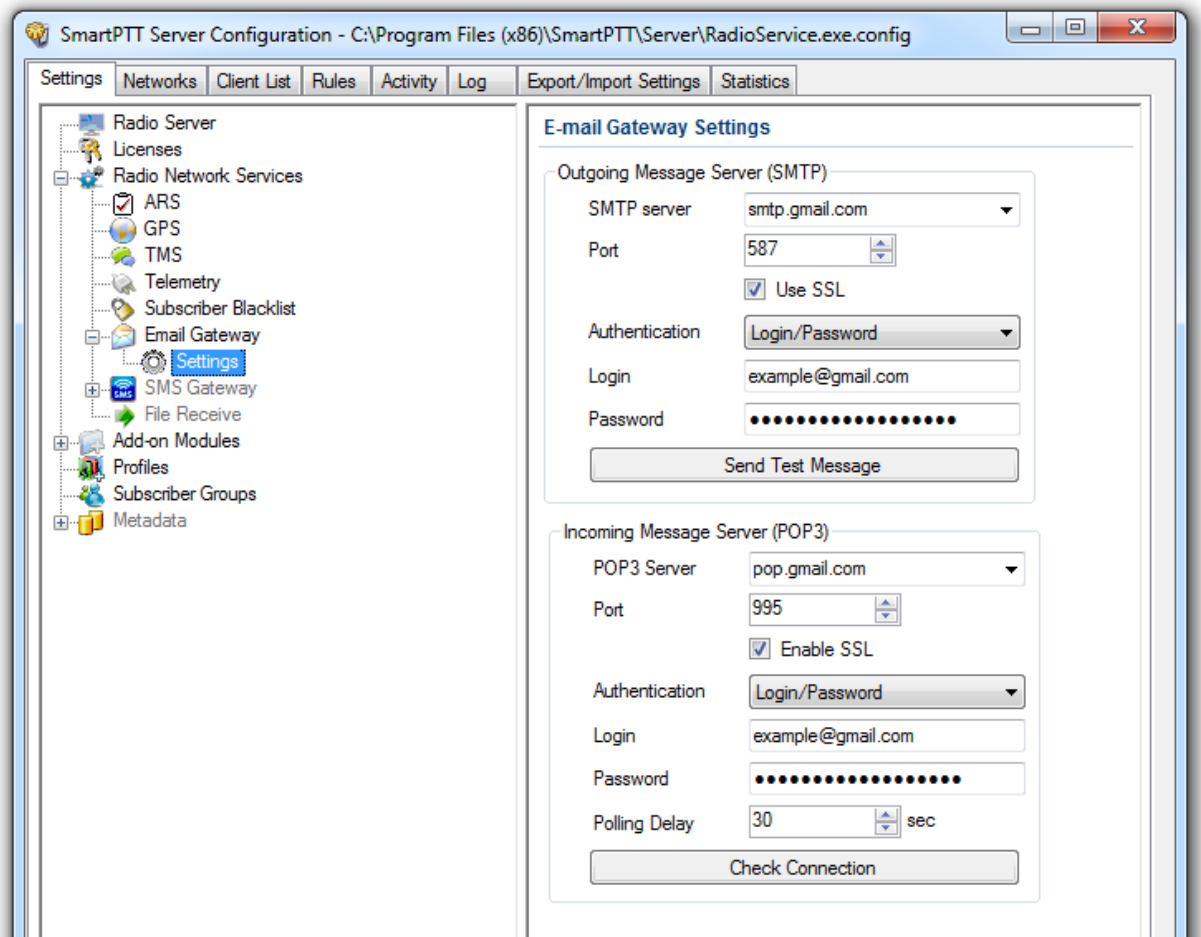 SmartPTT Server Configuration - C:\Program Files (x86)\SmartPTT\Server\RadioService.exe.config
Settings Networks Client List Rules Activity Log Export/Import Settings Statistics
Radio Server
Licenses
Radio Network Services
ARS
GPS
TMS
Telemetry
Subscriber Blacklist
Email Gateway
Settings
SMS Gateway
SMS
File Receive
Add-on Modules
Profiles
Subscriber Groups
Metadata
E-mail Gateway Settings
Outgoing Message Server (SMTP)
SMTP server smtp.gmail.com
Port 587
Use SSL
Authentication Login/Password
Login example@gmail.com
Password ••••••••••••••••••
Send Test Message
Incoming Message Server (POP3)
POP3 Server pop.gmail.com
Port 995
Enable SSL
Authentication Login/Password
Login example@gmail.com
Password ••••••••••••••••••
Polling Delay 30 sec
Check Connection